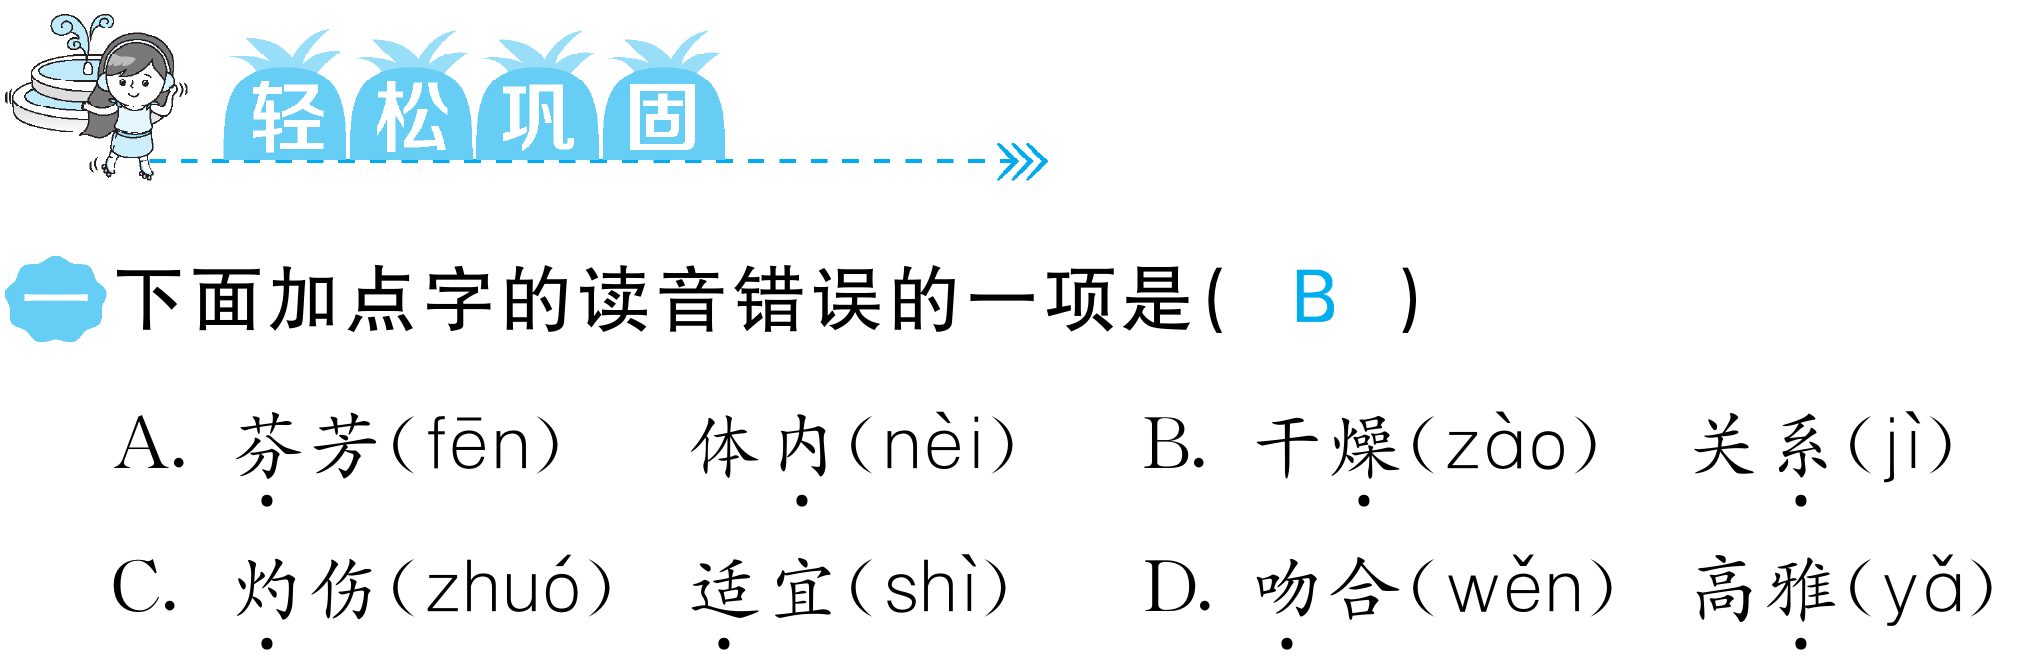 轻松巩固
一 下面加点字的读音错误的一项是( B )
A. 芬芳(fēn) 体内(nèi) B. 干燥(zào) 关系(jì)
C. 灼伤(zhuó) 适宜(shì) D. 吻合(wěn) 高雅(yǎ)